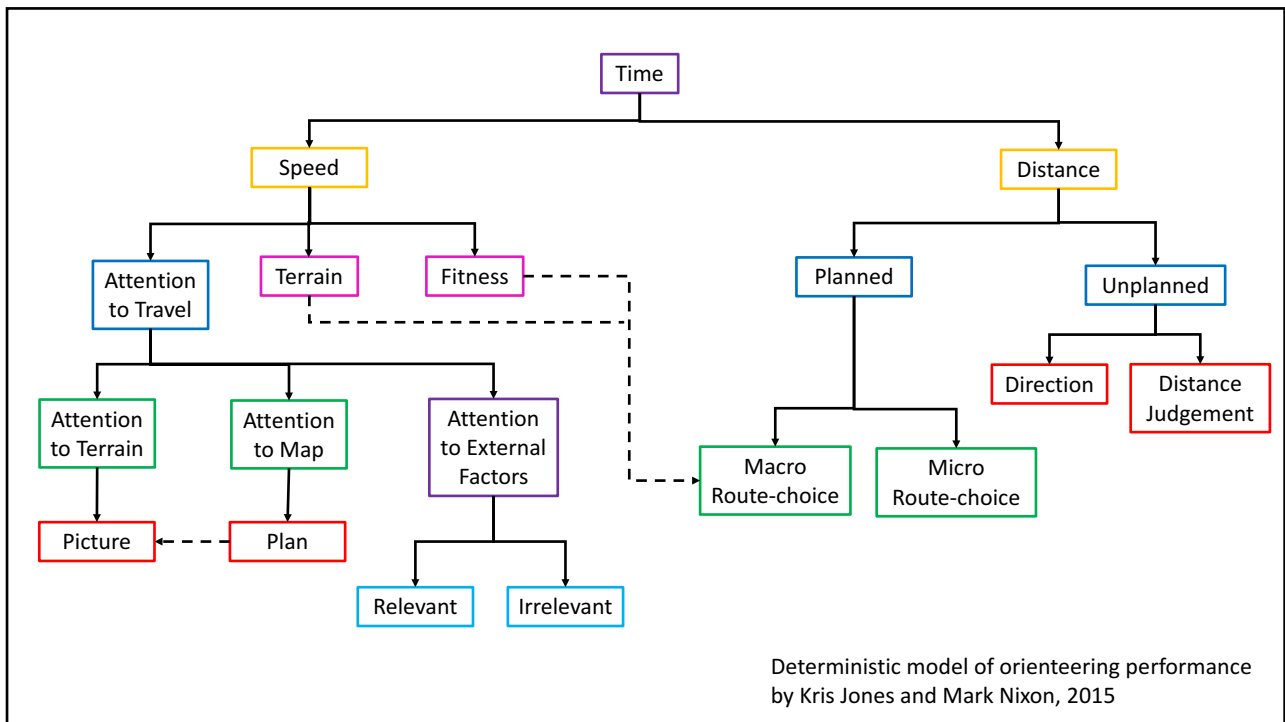 Time
Speed
Distance
Attention
to Travel
Terrain
Fitness
Planned
Unplanned
Attention
to Terrain
Attention
to Map
Attention
to External
Factors
Direction
Distance
Judgement
Macro
Route-choice
Micro
Route-choice
Picture
Plan
Relevant
Irrelevant
Deterministic model of orienteering performance
by Kris Jones and Mark Nixon, 2015